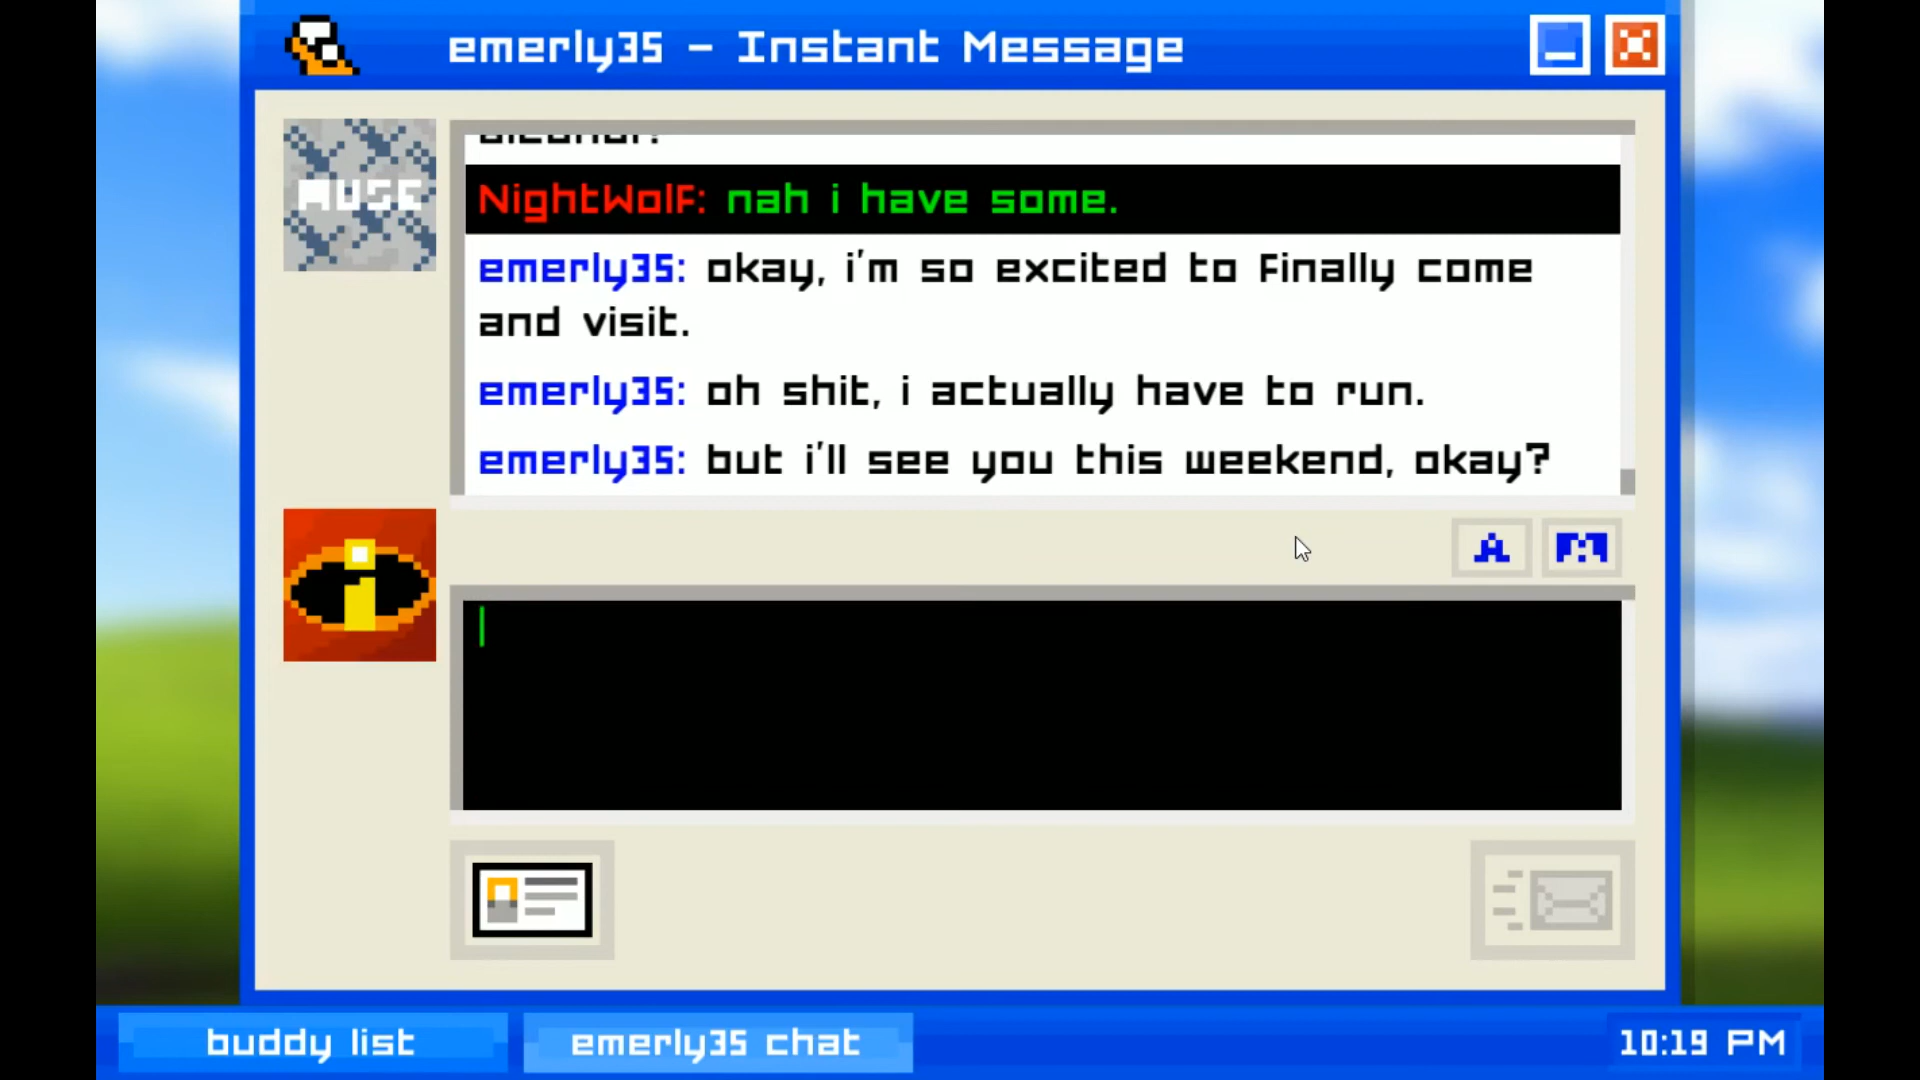 emerly35 – Instant Message
MUSE
alcohol?
NightWolf: nah i have some.
emerly35: okay, i'm so excited to finally come
and visit.
emerly35: oh shit, i actually have to run.
emerly35: but i'll see you this weekend, okay?
A
i
buddy list
emerly35 chat
10:19 PM